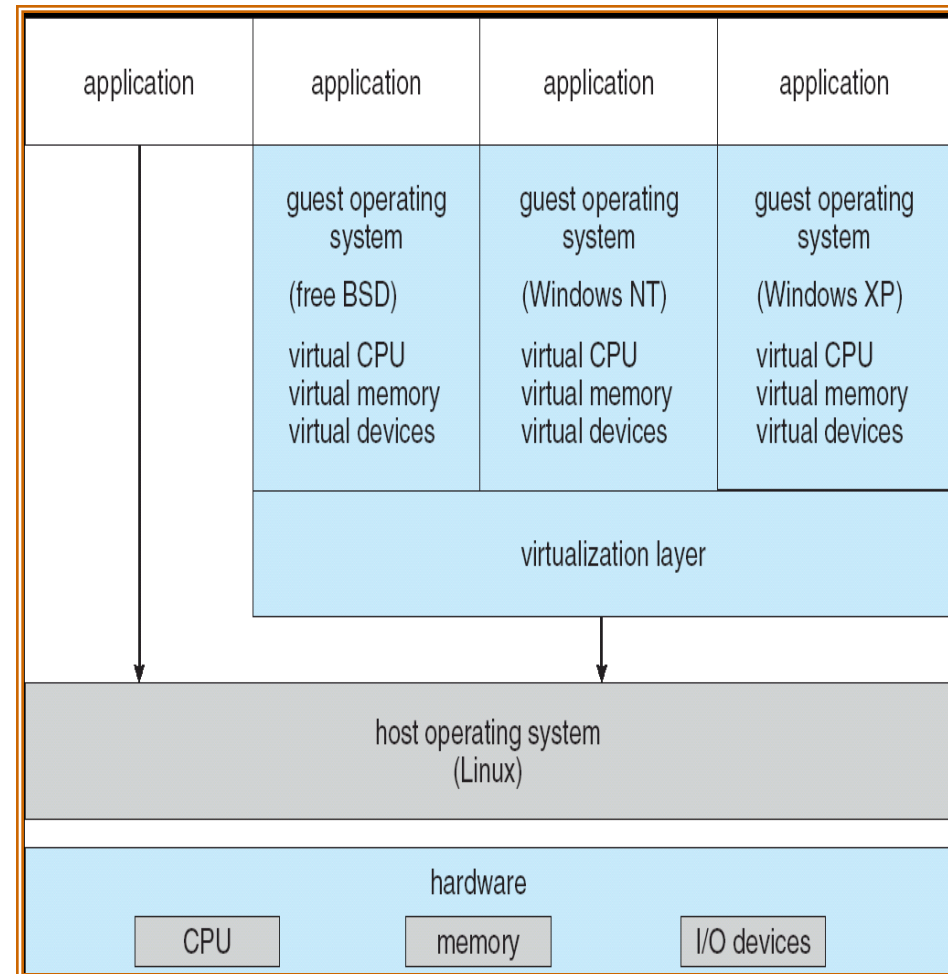 application
application
application
application
guest operating
system
(free BSD)
virtual CPU
virtual memory
virtual devices
guest operating
system
(Windows NT)
virtual CPU
virtual memory
virtual devices
guest operating
system
(Windows XP)
virtual CPU
virtual memory
virtual devices
virtualization layer
host operating system
(Linux)
hardware
CPU
memory
I/O devices